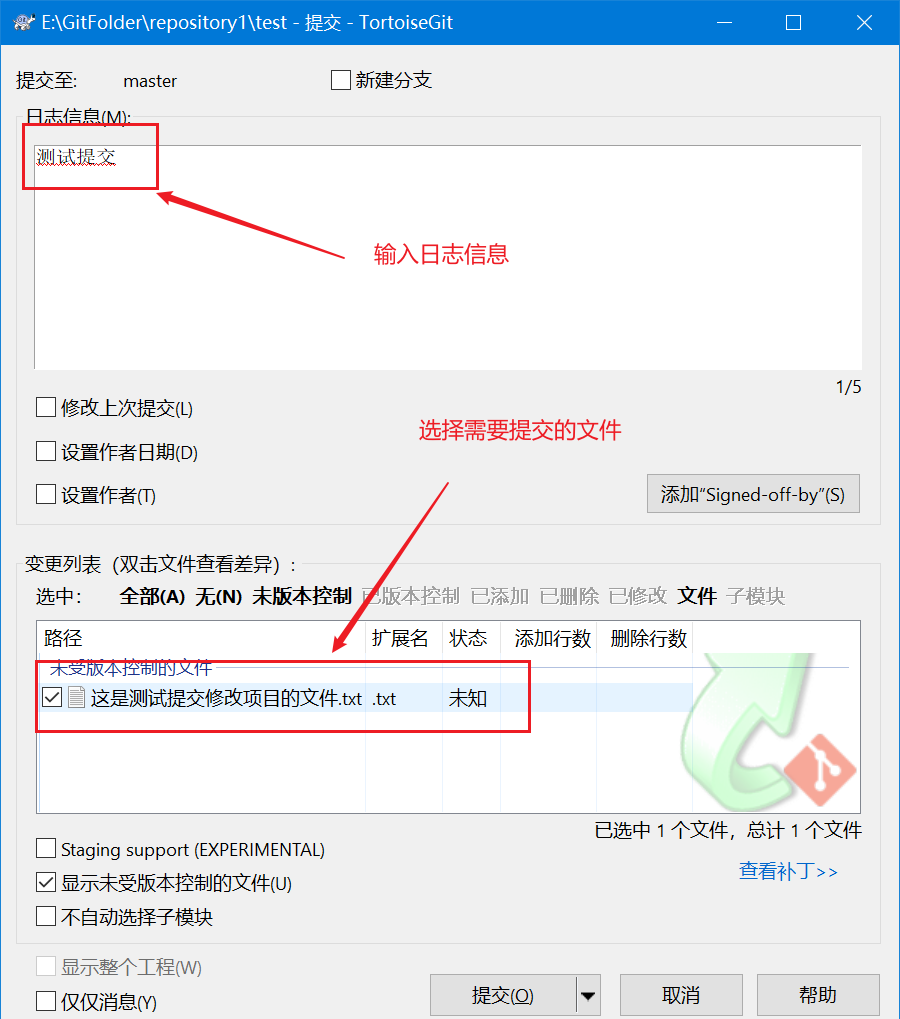 E:\GitFolder\repository1\test - 提交 - TortoiseGit
提交至: master 新建分支
日志信息(M):
测试提交
输入日志信息
1/5
修改上次提交(L)
选择需要提交的文件
设置作者日期(D)
设置作者(T)
添加“Signed-off-by”(S)
变更列表（双击文件查看差异）:
选中: 全部(A) 无(N) 未版本控制 已版本控制 已添加 已删除 已修改 文件 子模块
路径 扩展名 状态 添加行数 删除行数
未受版本控制的文件
这是测试提交修改项目的文件.txt .txt 未知
已选中 1 个文件，总计 1 个文件
Staging support (EXPERIMENTAL)
查看补丁>>
显示未受版本控制的文件(U)
不自动选择子模块
显示整个工程(W)
仅仅消息(Y)
提交(O) 取消 帮助